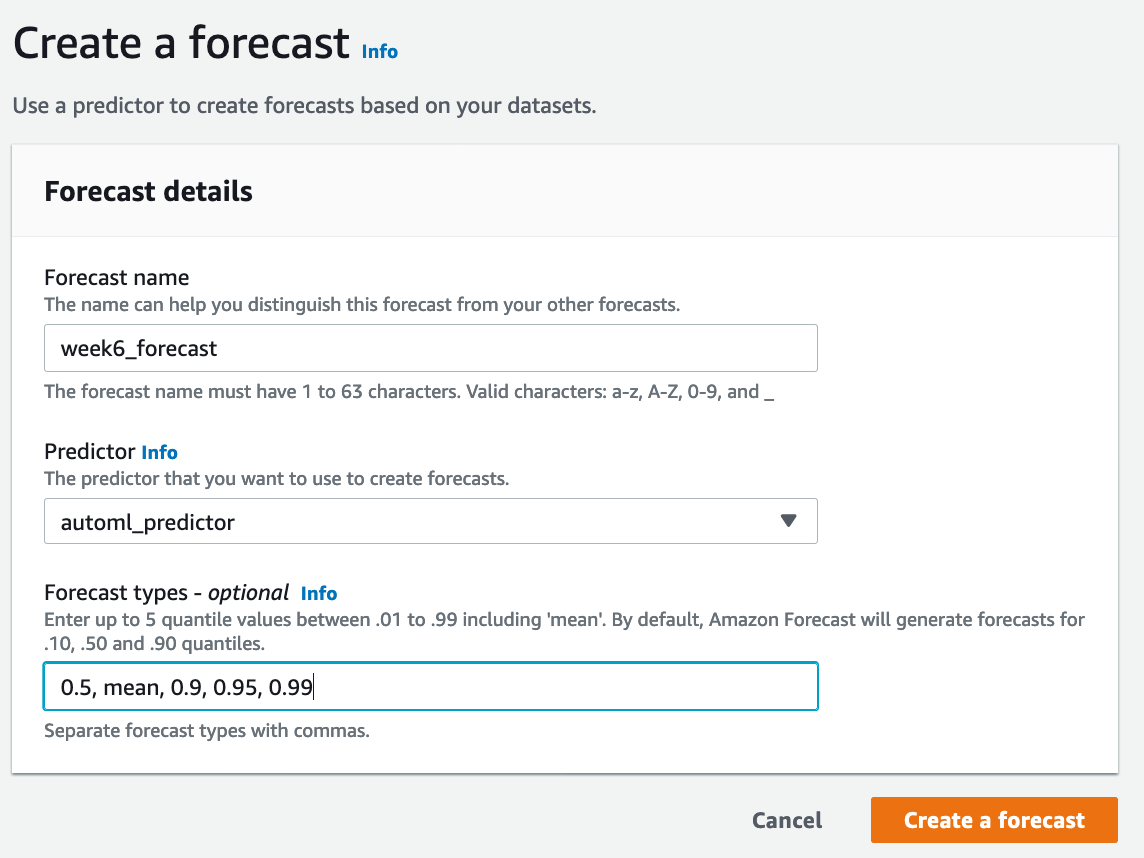 Create a forecast Info
Use a predictor to create forecasts based on your datasets.
Forecast details
Forecast name
The name can help you distinguish this forecast from your other forecasts.
week6_forecast
The forecast name must have 1 to 63 characters. Valid characters: a-z, A-Z, 0-9, and _
Predictor Info
The predictor that you want to use to create forecasts.
automl_predictor
Forecast types - optional Info
Enter up to 5 quantile values between .01 to .99 including 'mean'. By default, Amazon Forecast will generate forecasts for
.10, .50 and .90 quantiles.
0.5, mean, 0.9, 0.95, 0.99
Separate forecast types with commas.
Cancel Create a forecast